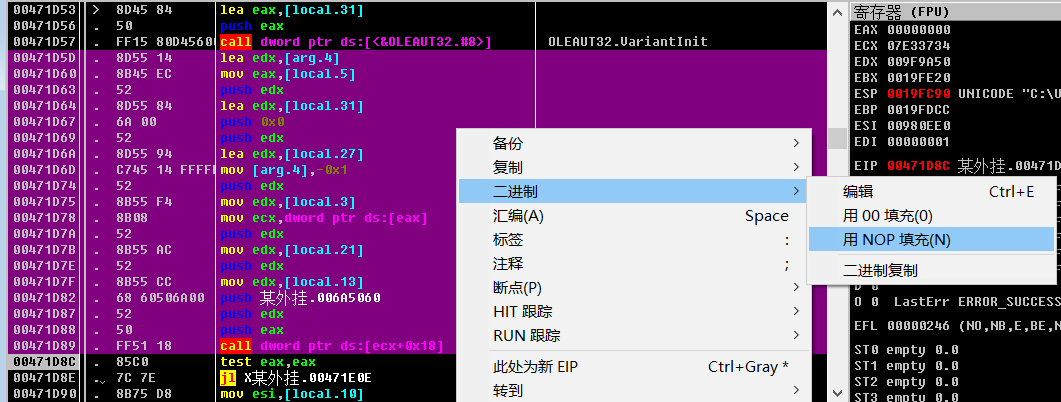 00471D53 > 8D45 84 lea eax,[local.31]
00471D56 . 50 push eax
00471D57 . FF15 80D45600 call dword ptr ds:[<&OLEAUT32.#8>] OLEAUT32.VariantInit
00471D5D . 8D55 14 lea edx,[arg.4]
00471D60 . 8B45 EC mov eax,[local.5]
00471D63 . 52 push edx
00471D64 . 8D55 84 lea edx,[local.31]
00471D67 . 6A 00 push 0x0
00471D69 . 52 push edx
00471D6A . 8D55 94 lea edx,[local.27]
00471D6D . C745 14 FFFFF mov [arg.4],-0x1
00471D74 . 52 push edx
00471D75 . 8B55 F4 mov edx,[local.3]
00471D78 . 8B08 mov ecx,dword ptr ds:[eax]
00471D7A . 52 push edx
00471D7B . 8B55 AC mov edx,[local.21]
00471D7E . 52 push edx
00471D7F . 8B55 CC mov edx,[local.13]
00471D82 . 68 60506A00 push 某外挂.006A5060
00471D87 . 52 push edx
00471D88 . 50 push eax
00471D89 . FF51 18 call dword ptr ds:[ecx+0x18]
00471D8C . 85C0 test eax,eax
00471D8E . 7C 7E jl X某外挂.00471E0E
00471D90 . 8B75 D8 mov esi,[local.10]
备份
复制
二进制
汇编(A) Space
标签 :
注释 ;
断点(P)
HIT 跟踪
RUN 跟踪
此处为新 EIP Ctrl+Gray *
转到
编辑 Ctrl+E
用 00 填充(0)
用 NOP 填充(N)
二进制复制
寄存器 (FPU)
EAX 00000000
ECX 07E33734
EDX 009F9A50
EBX 0019FE20
ESP 0019FC90 UNICODE "C:\U
EBP 0019FDCC
ESI 00980EE0
EDI 00000001
EIP 00471D8C 某外挂.00471D
O 0 LastErr ERROR_SUCCESS
EFL 00000246 (NO,NB,E,BE,N
ST0 empty 0.0
ST1 empty 0.0
ST2 empty 0.0
ST3 empty 0.0